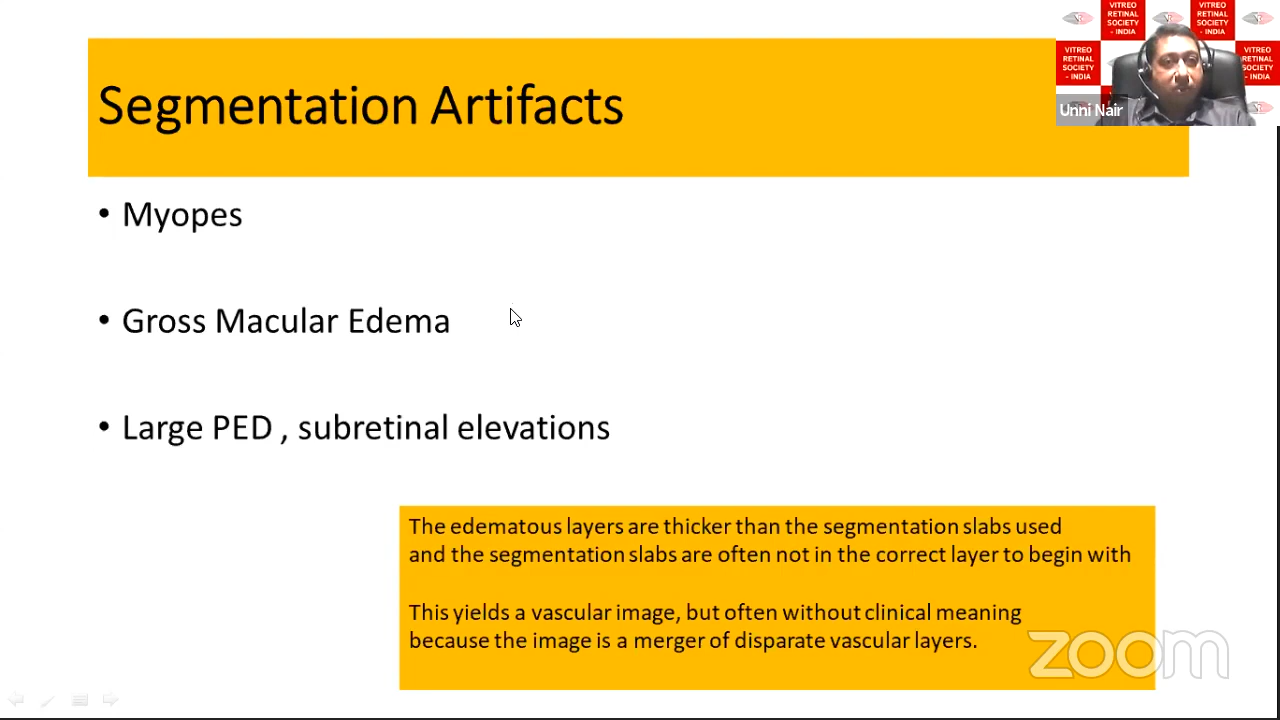 Segmentation Artifacts
• Myopes
• Gross Macular Edema
• Large PED , subretinal elevations
The edematous layers are thicker than the segmentation slabs used
and the segmentation slabs are often not in the correct layer to begin with
This yields a vascular image, but often without clinical meaning
because the image is a merger of disparate vascular layers.
zoom
VITREO
RETINAL
SOCIETY
- INDIA
VITREO
RETINAL
SOCIETY
- INDIA
VITREO
RETINAL
SOCIETY
- INDIA
VITREO
RETINAL
SOCIETY
- INDIA
Unni Nair